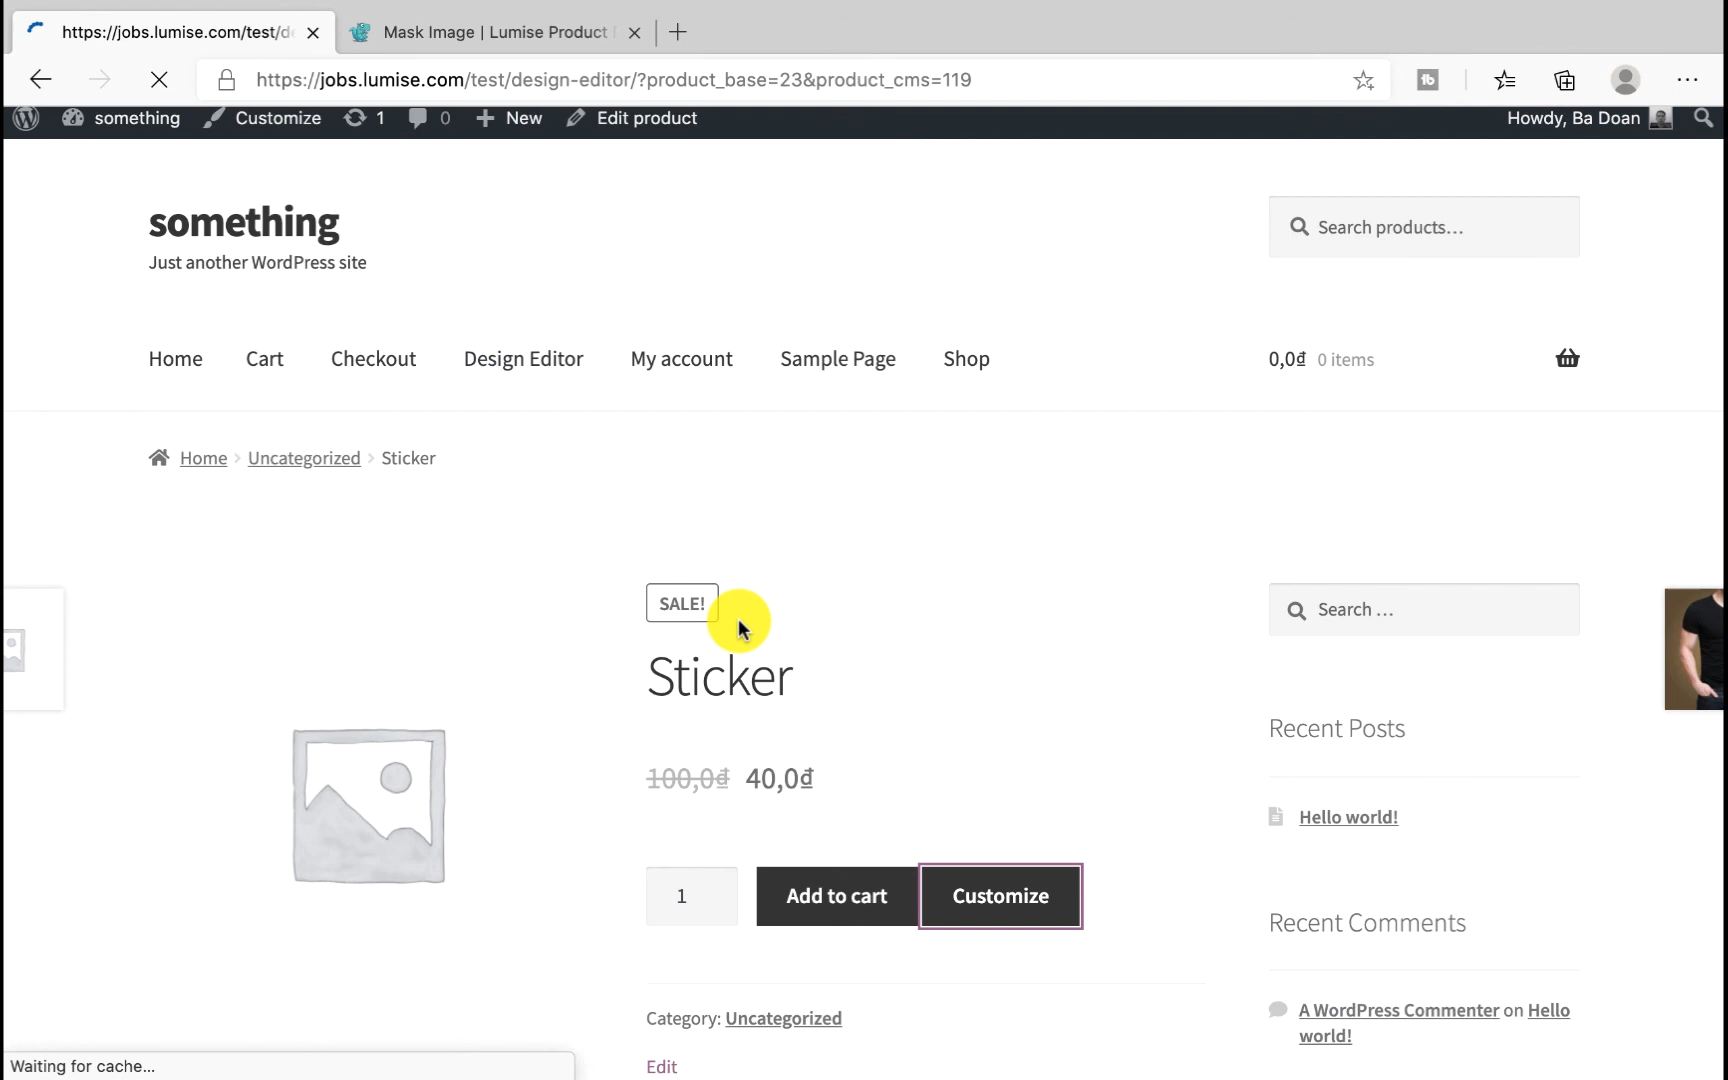 https://jobs.lumise.com/test/de
Mask Image | Lumise Product
https://jobs.lumise.com/test/design-editor/?product_base=23&product_cms=119
something
Customize
1
0
New
Edit product
Howdy, Ba Doan
something
Just another WordPress site
Search products...
Home
Cart
Checkout
Design Editor
My account
Sample Page
Shop
0,0₫ 0 items
Home > Uncategorized > Sticker
SALE!
Search ...
Sticker
Recent Posts
100,0₫ 40,0₫
Hello world!
1
Add to cart
Customize
Recent Comments
Category: Uncategorized
A WordPress Commenter on Hello
world!
Edit
Waiting for cache...